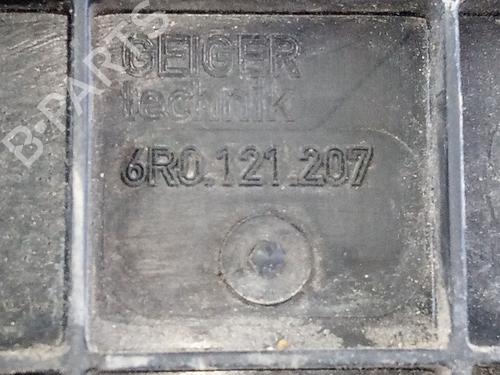 GEIGER
technik
6R0.121.207
B-PARTS